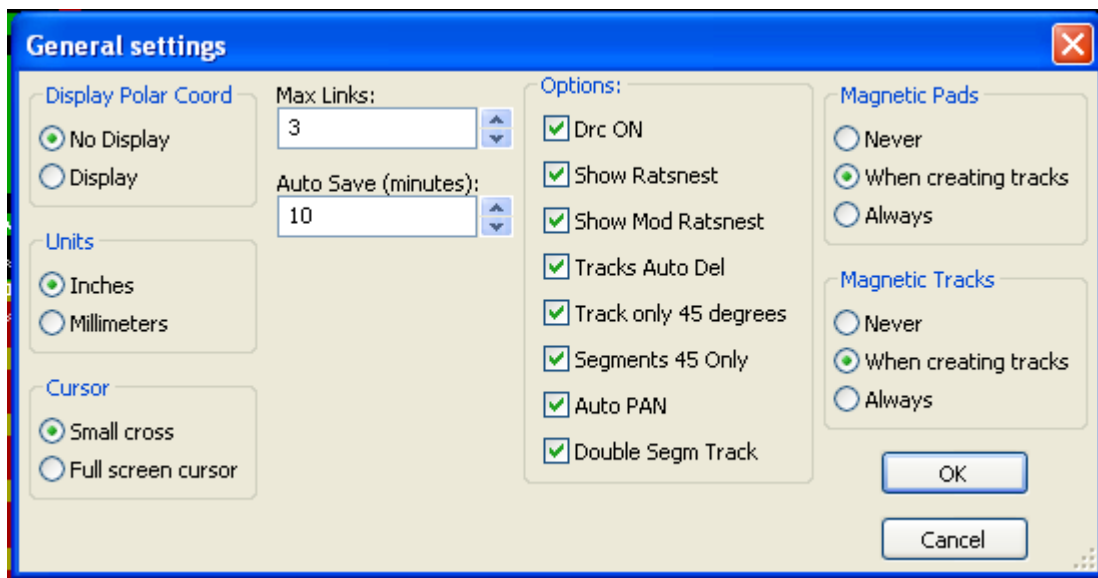 General settings
Display Polar Coord
No Display
Display
Units
Inches
Millimeters
Cursor
Small cross
Full screen cursor
Max Links:
3
Auto Save (minutes):
10
Options:
Drc ON
Show Ratsnest
Show Mod Ratsnest
Tracks Auto Del
Track only 45 degrees
Segments 45 Only
Auto PAN
Double Segm Track
Magnetic Pads
Never
When creating tracks
Always
Magnetic Tracks
Never
When creating tracks
Always
OK
Cancel